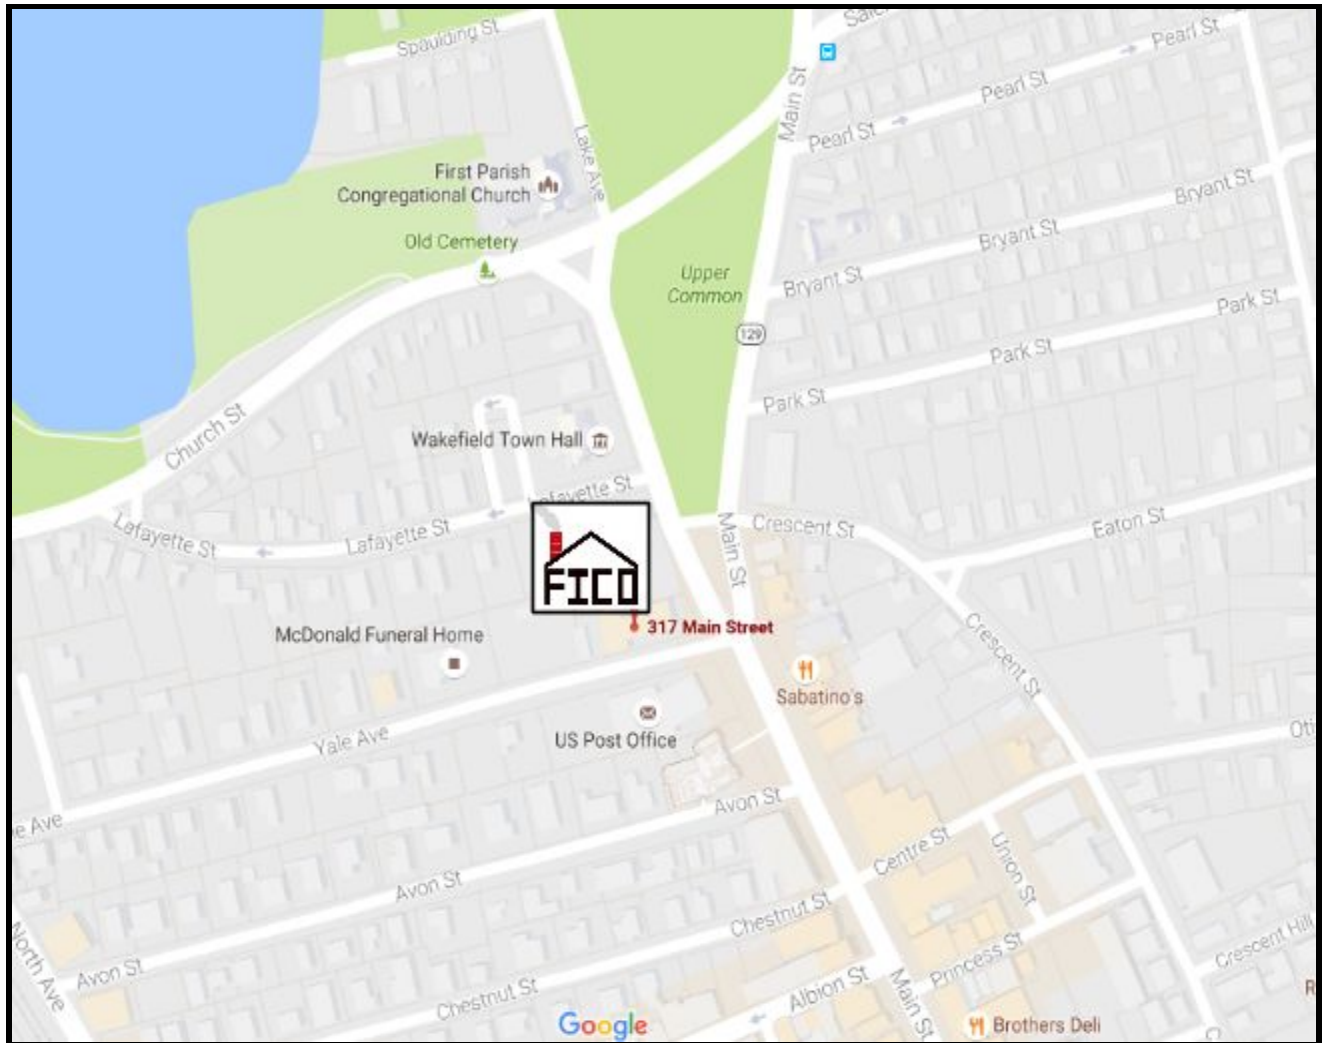 Spaulding St
Salem
Pearl St
Main St
Pearl St
Pearl St
Lake Ave
First Parish
Congregational Church
Bryant St
Old Cemetery
Bryant St
Upper
Common
Bryant St
Park St
129
Park St
Park St
Church St
Wakefield Town Hall
Lafayette St
Lafayette St
Lafayette St
Crescent St
Eaton St
Main St
FICO
317 Main Street
McDonald Funeral Home
Crescent St
Sabatino's
US Post Office
Yale Ave
Oti
Avon St
e Ave
Centre St
Union St
Avon St
Chestnut St
Crescent Hill
Princess St
North Ave
Avon St
Albion St
Main St
Chestnut St
R
Google
Brothers Deli
C